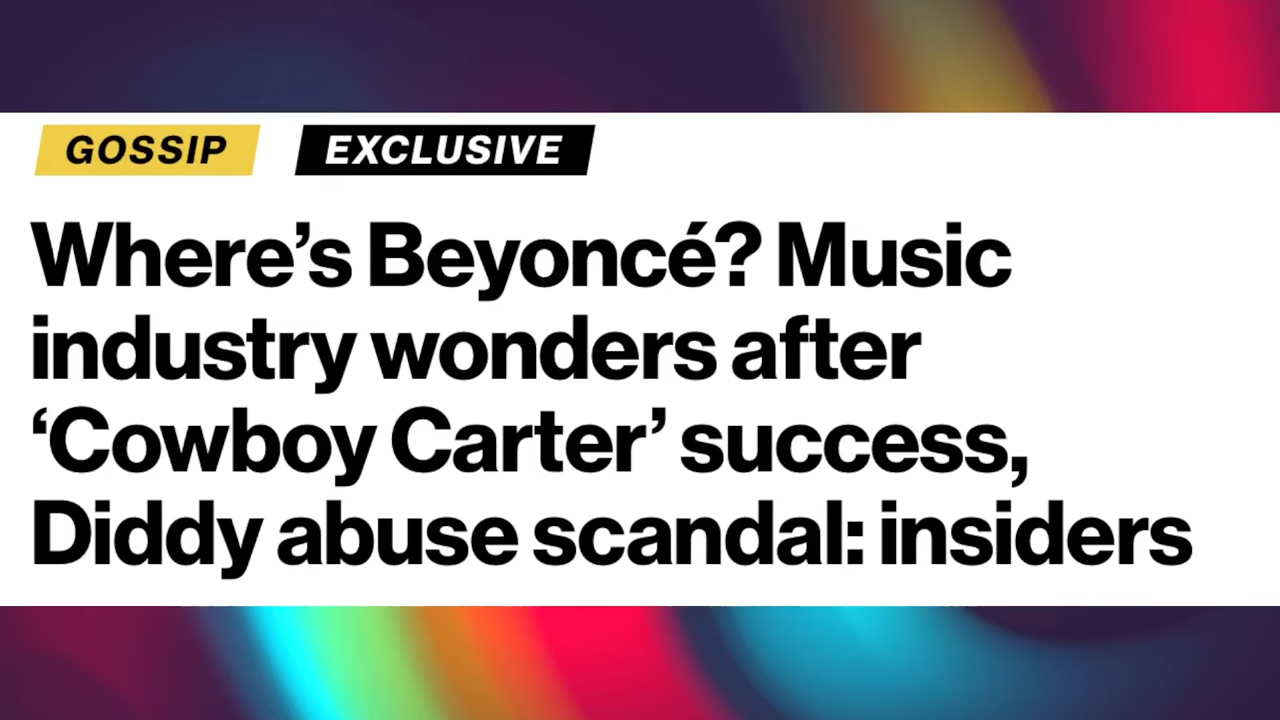 GOSSIP EXCLUSIVE
Where’s Beyoncé? Music
industry wonders after
‘Cowboy Carter’ success,
Diddy abuse scandal: insiders